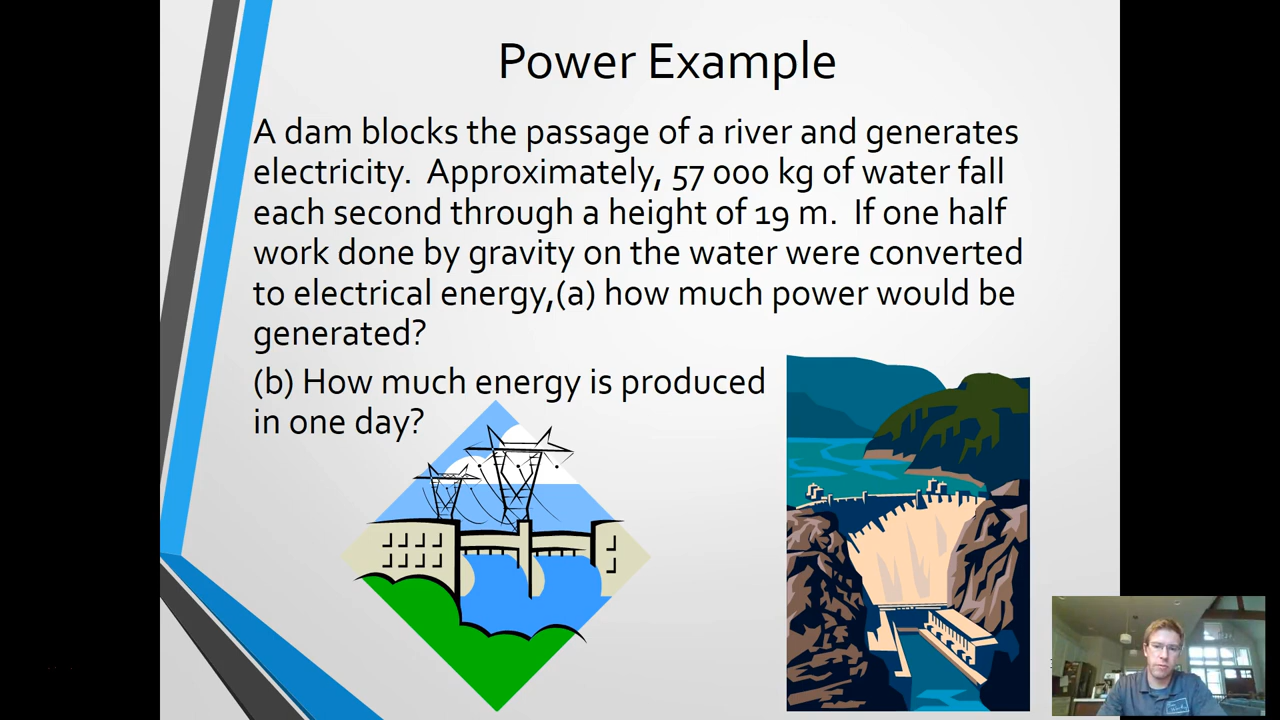 Power Example
A dam blocks the passage of a river and generates
electricity.  Approximately, 57 000 kg of water fall
each second through a height of 19 m.  If one half
work done by gravity on the water were converted
to electrical energy,(a) how much power would be
generated?
(b) How much energy is produced
in one day?